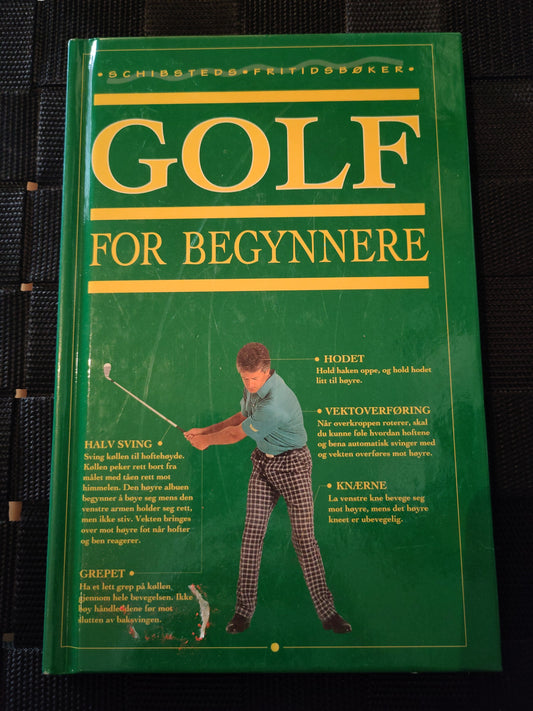 • SCHIBSTEDS • FRITIDSBØKER •
GOLF
FOR BEGYNNERE
• HODET
Hold haken oppe, og hold hodet
litt til høyre.
• VEKTOVERFØRING
Når overkroppen roterer, skal
du kunne føle hvordan hoftene
og bena automatisk svinger med
og vekten overføres mot høyre.
• KNÆRNE
La venstre kne bevege seg
mot høyre, mens det høyre
kneet er ubevegelig.
HALV SVING •
Sving køllen til hoftehøyde.
Køllen peker rett bort fra
målet med tåen rett mot
himmelen. Den høyre albuen
begynner å bøye seg mens den
venstre armen holder seg rett,
men ikke stiv. Vekten bringes
over mot høyre fot når hofter
og ben reagerer.
GREPET •
Ha et lett grep på køllen
gjennom hele bevegelsen. Ikke
bøy håndleddene før mot
slutten av baksvingen.